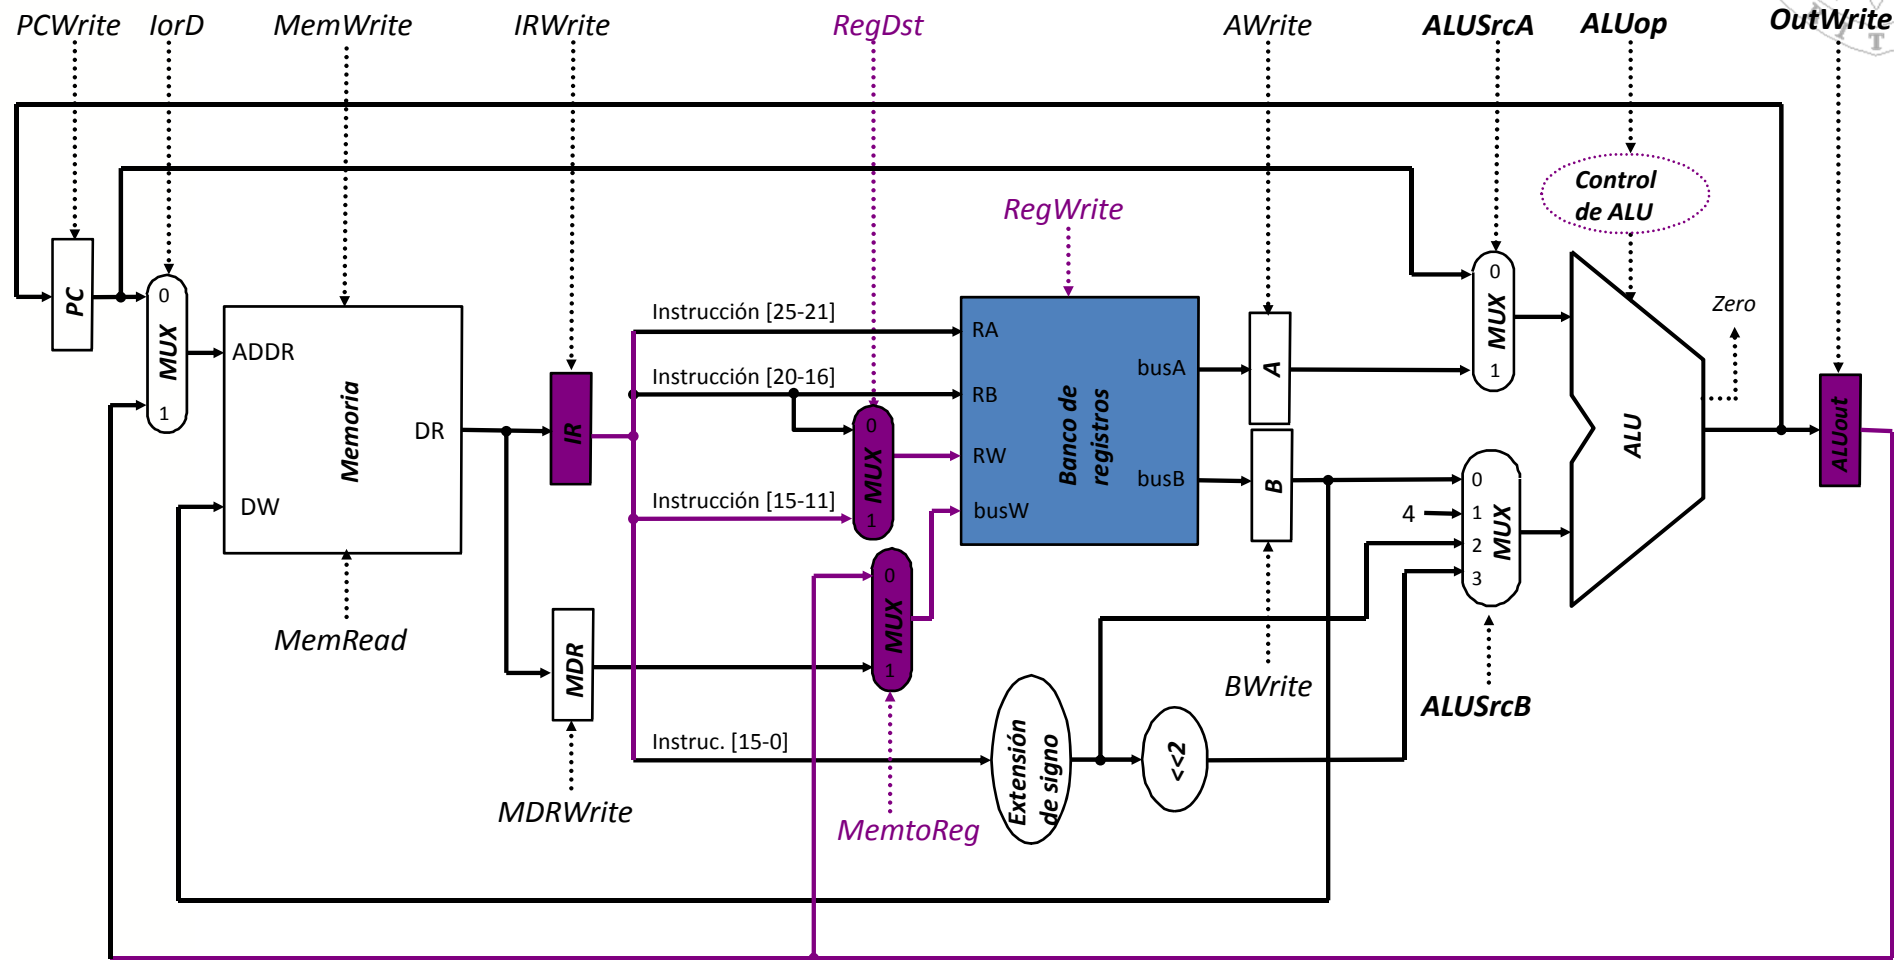 PCWrite IorD MemWrite IRWrite RegDst AWrite ALUSrcA ALUop OutWrite
Control
de ALU
RegWrite
PC
0
MUX
1
ADDR
Memoria
DR
DW
MemRead
IR
MDR
MDRWrite
Instrucción [25-21]
Instrucción [20-16]
Instrucción [15-11]
Instruc. [15-0]
0
MUX
1
0
MUX
1
MemtoReg
RA
RB
RW
busW
Banco de
registros
busA
busB
A
B
BWrite
Extensión
de signo
<<2
0
MUX
1
0
4
1
2
3
MUX
ALUSrcB
ALU
Zero
ALUout